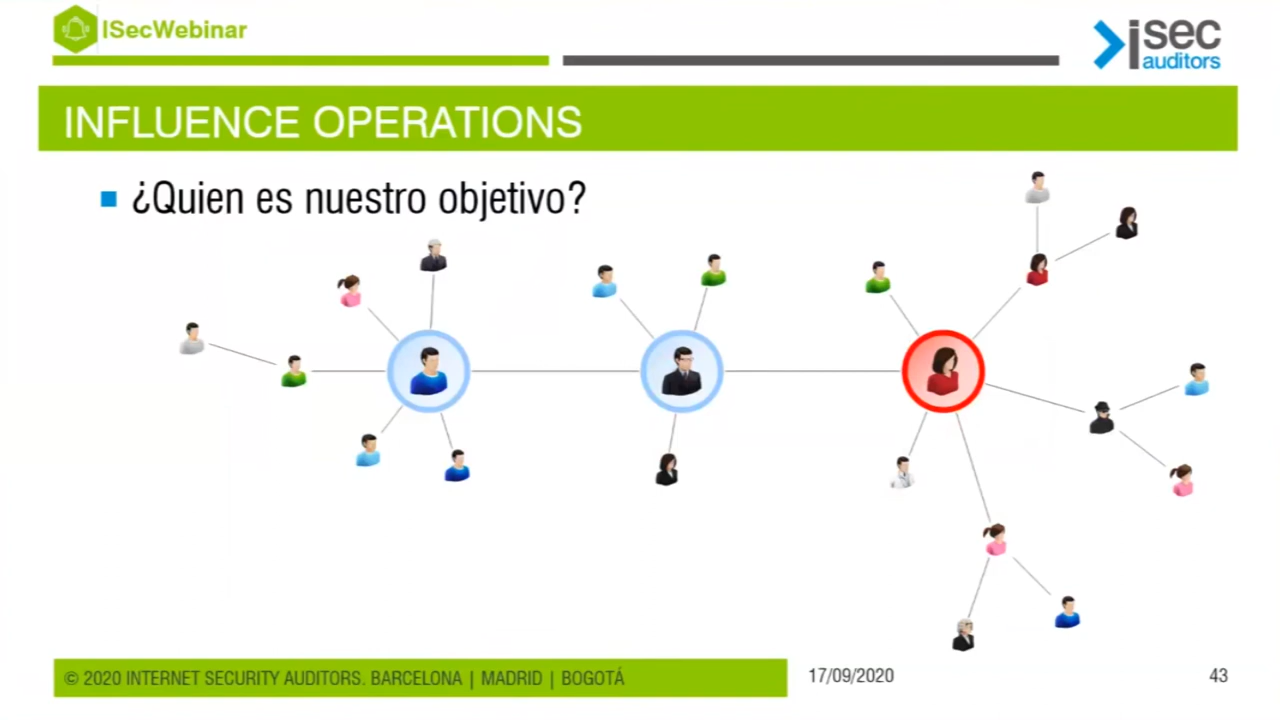 ISecWebinar
isec
auditors
INFLUENCE OPERATIONS
¿Quien es nuestro objetivo?
© 2020 INTERNET SECURITY AUDITORS. BARCELONA | MADRID | BOGOTÁ
17/09/2020
43